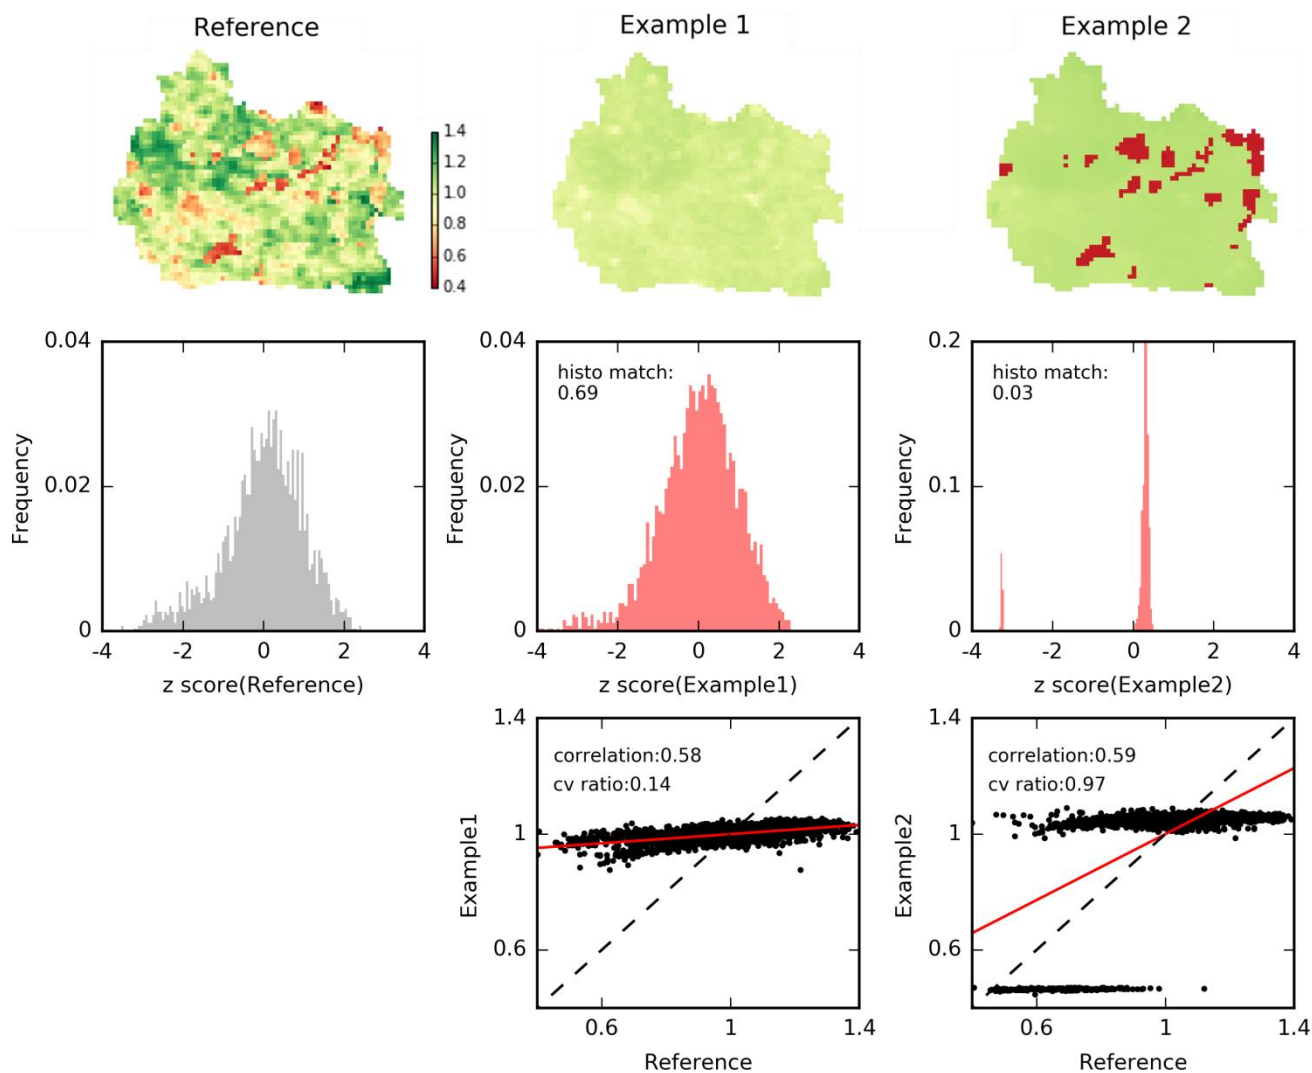 Reference
Example 1
Example 2
1.4
1.2
1.0
0.8
0.6
0.4
0.04
0.02
0
Frequency
-4 -2 0 2 4
z score(Reference)
0.04
0.02
0
Frequency
histo match:
0.69
-4 -2 0 2 4
z score(Example1)
0.2
0.1
0
Frequency
histo match:
0.03
-4 -2 0 2 4
z score(Example2)
1.4
1
0.6
Example1
correlation:0.58
cv ratio:0.14
0.6 1 1.4
Reference
1.4
1
0.6
Example2
correlation:0.59
cv ratio:0.97
0.6 1 1.4
Reference